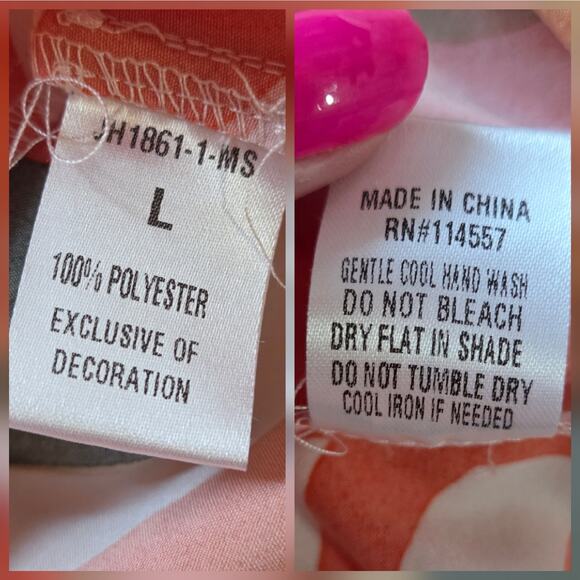 JH1861-1-MS
L
100% POLYESTER
EXCLUSIVE OF
DECORATION
MADE IN CHINA
RN#114557
GENTLE COOL HAND WASH
DO NOT BLEACH
DRY FLAT IN SHADE
DO NOT TUMBLE DRY
COOL IRON IF NEEDED